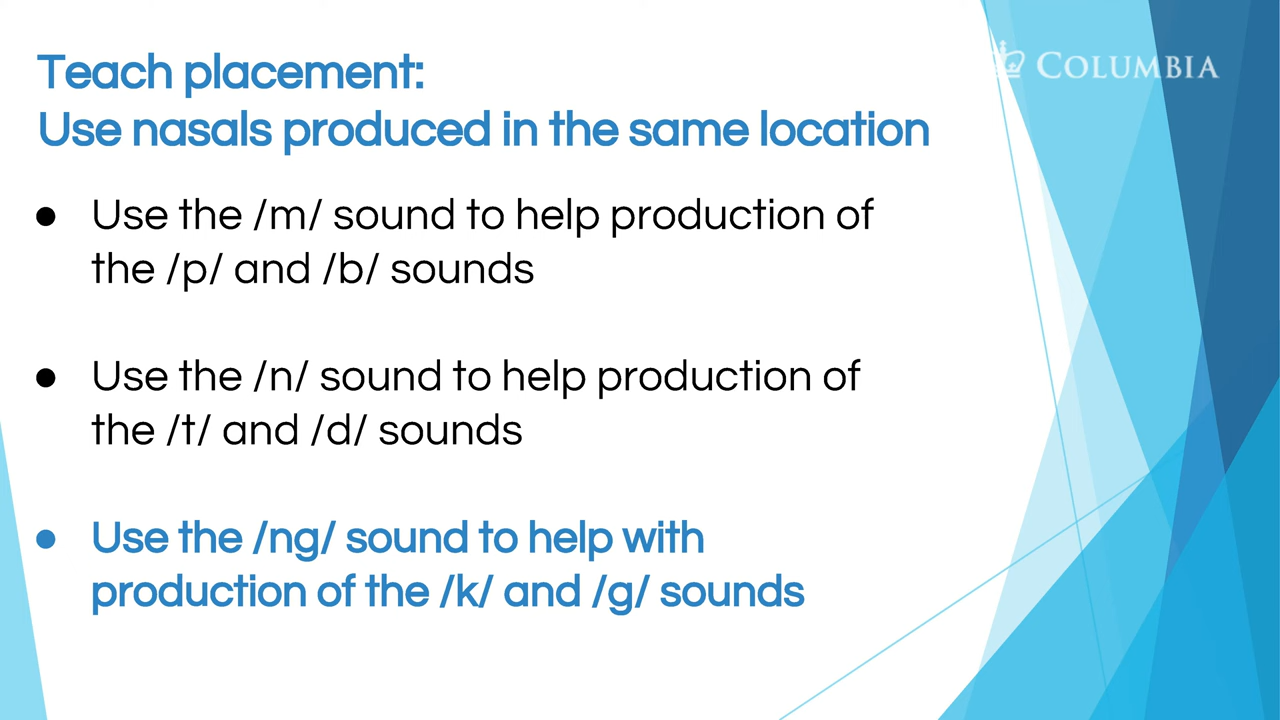 COLUMBIA
Teach placement:
Use nasals produced in the same location
● Use the /m/ sound to help production of
the /p/ and /b/ sounds
● Use the /n/ sound to help production of
the /t/ and /d/ sounds
● Use the /ng/ sound to help with
production of the /k/ and /g/ sounds